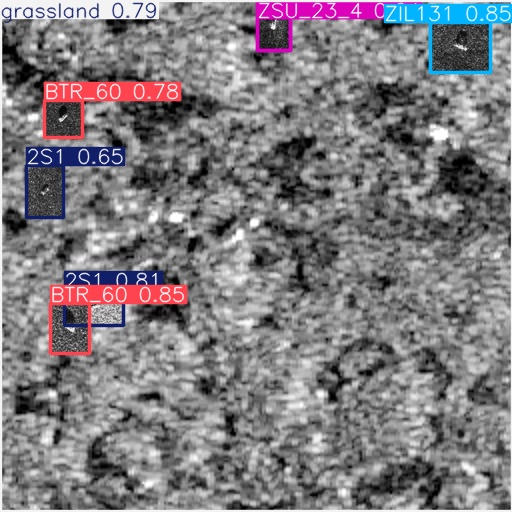 grassland 0.79
ZSU_23_4
ZIL131 0.85
BTR_60 0.78
2S1 0.65
2S1 0.81
BTR_60 0.85